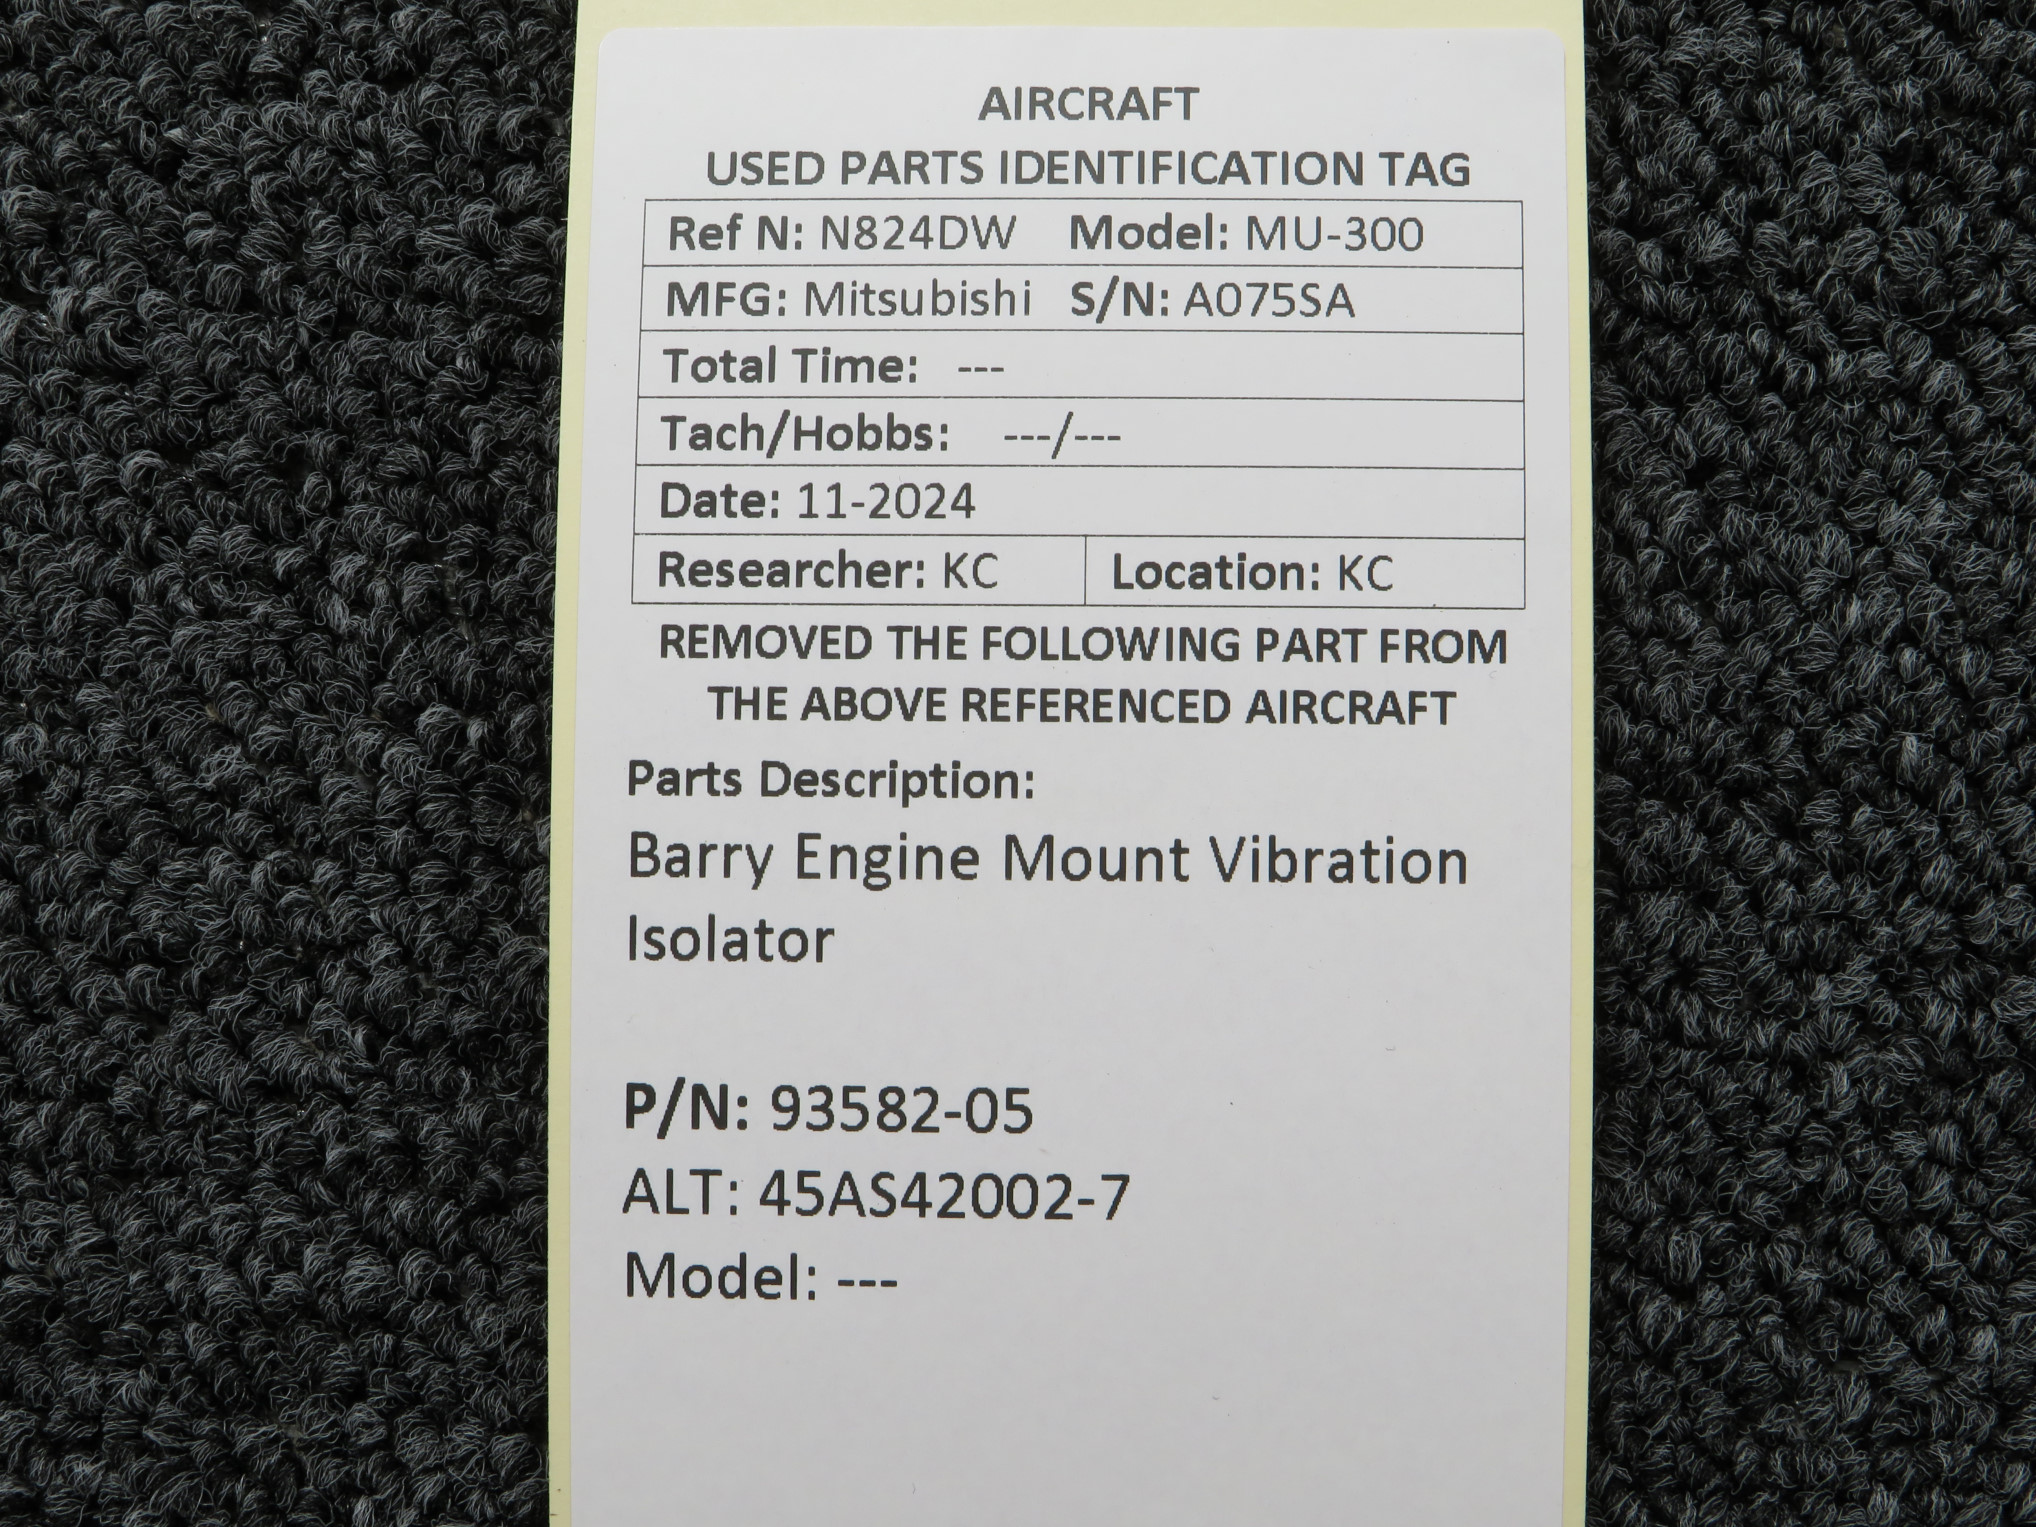 AIRCRAFT
USED PARTS IDENTIFICATION TAG
Ref N: N824DW Model: MU-300
MFG: Mitsubishi S/N: A075SA
Total Time: ---
Tach/Hobbs: ---/---
Date: 11-2024
Researcher: KC Location: KC
REMOVED THE FOLLOWING PART FROM
THE ABOVE REFERENCED AIRCRAFT
Parts Description:
Barry Engine Mount Vibration
Isolator
P/N: 93582-05
ALT: 45AS42002-7
Model: ---